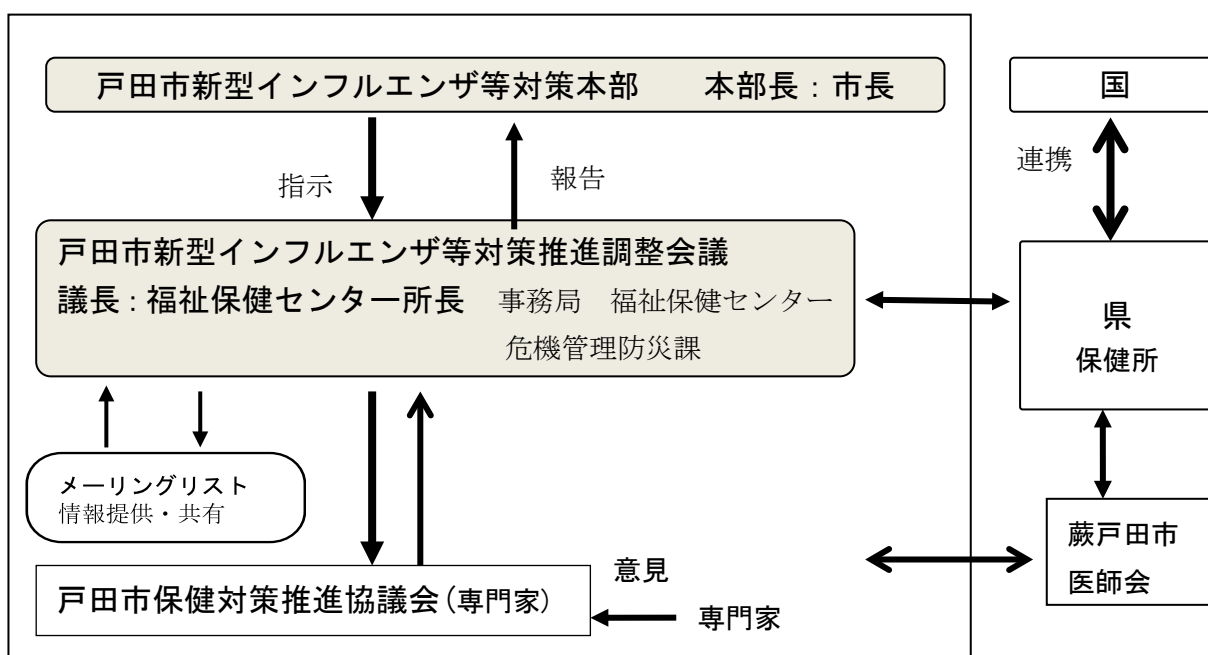 戸田市新型インフルエンザ等対策本部　　本部長：市長
国
指示
報告
連携
戸田市新型インフルエンザ等対策推進調整会議
議長：福祉保健センター所長　事務局　福祉保健センター
危機管理防災課
県
保健所
メーリングリスト
情報提供・共有
蕨戸田市
医師会
戸田市保健対策推進協議会(専門家)
意見
専門家